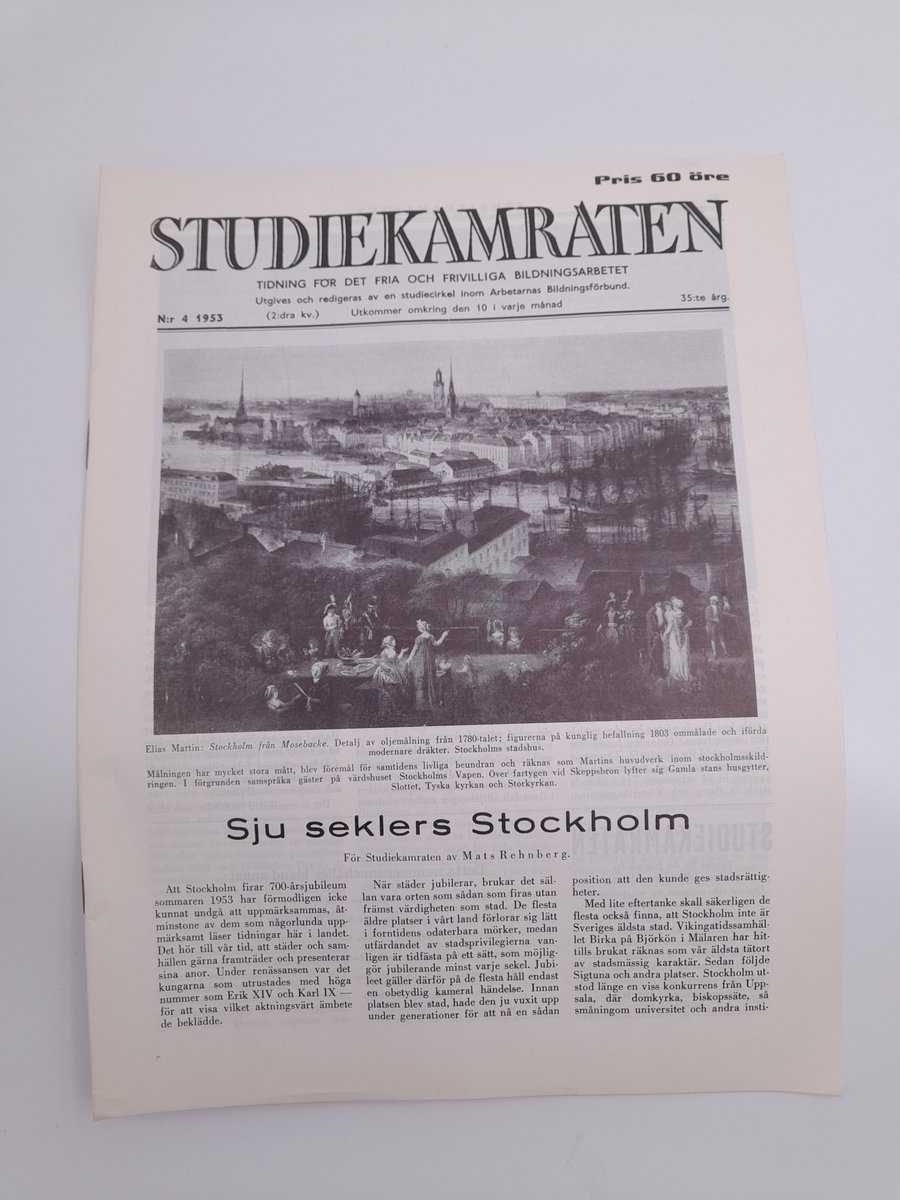 Pris 60 öre
STUDIEKAMRATEN
TIDNING FÖR DET FRIA OCH FRIVILLIGA BILDNINGSARBETET
Utgives och redigeras av en studiecirkel inom Arbetarnas Bildningsförbund.
N:r 4 1953 (2:dra kv.) Utkommer omkring den 10 i varje månad 35:te årg.
Elias Martin: Stockholm från Mosebacke. Detalj av oljemålning från 1780-talet; figurerna på kunglig befallning 1803 ommålade och iförda
modernare dräkter. Stockholms stadshus.
Målningen har mycket stora mått, blev föremål för samtidens livliga beundran och räknas som Martins huvudverk inom stockholmsskild-
ringen. I förgrunden samspråka gäster på värdshuset Stockholms Vapen. Över fartygen vid Skeppsbron lyfter sig Gamla stans husgytter,
Slottet, Tyska kyrkan och Storkyrkan.
Sju seklers Stockholm
För Studiekamraten av Mats Rehnberg.
Att Stockholm firar 700-årsjubileum
sommaren 1953 har förmodligen icke
kunnat undgå att uppmärksammas, åt-
minstone av dem som någorlunda upp-
märksamt läser tidningar här i landet.
Det hör till vår tid, att städer och sam-
hällen gärna framträder och presenterar
sina anor. Under renässansen var det
kungarna som utrustades med höga
nummer som Erik XIV och Karl IX —
för att visa vilket aktningsvärt ämbete
de beklädde.
När städer jubilerar, brukar det säl-
lan vara orten som sådan som firas utan
främst värdigheten som stad. De flesta
äldre platser i vårt land förlorar sig lätt
i forntidens odaterbara mörker, medan
utfärdandet av stadsprivilegierna van-
ligen är tidfästa på ett sätt, som möjlig-
gör jubilerande minst varje sekel. Jubi-
leet gäller därför på de flesta håll endast
en obetydlig kameral händelse. Innan
platsen blev stad, hade den ju vuxit upp
under generationer för att nå en sådan
position att den kunde ges stadsrättig-
heter.
Med lite eftertanke skall säkerligen de
flesta också finna, att Stockholm inte är
Sveriges äldsta stad. Vikingatidssamhäl-
let Birka på Björkön i Mälaren har hit-
tills brukat räknas som vår äldsta tätort
av stadsmässig karaktär. Sedan följde
Sigtuna och andra platser. Stockholm ut-
stod länge en viss konkurrens från Upp-
sala, där domkyrka, biskopssäte, så
småningom universitet och andra insti-